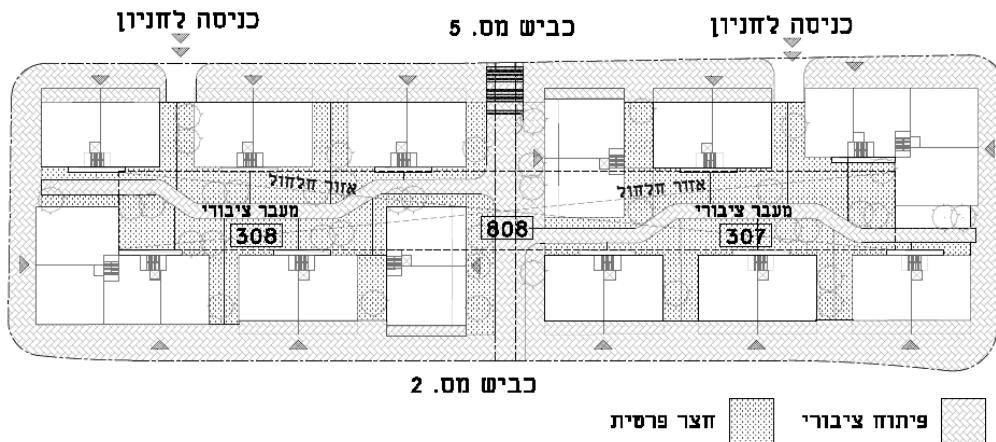 כניסה לחניון
כביש מס. 5
כניסה לחניון
אזור חלחול
אזור חלחול
מעבר ציבורי
מעבר ציבורי
308
808
307
כביש מס. 2
פיתוח ציבורי
חצר פרטית